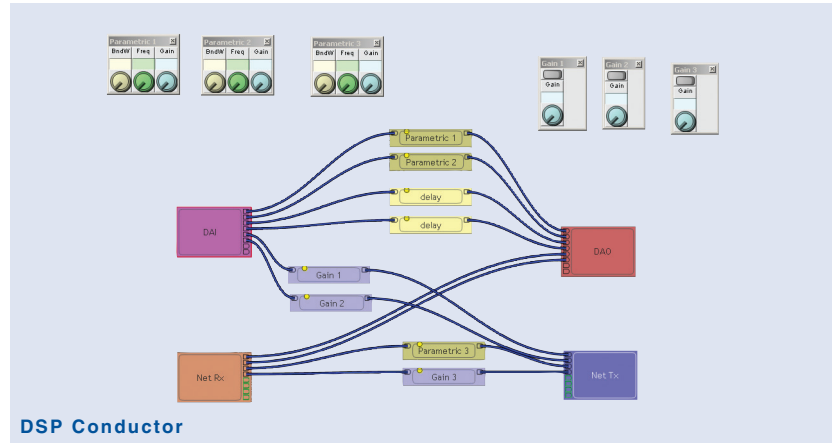 Parametric 1
BndW Freq Gain
Parametric 2
BndW Freq Gain
Parametric 3
BndW Freq Gain
Gain 1
Gain
Gain 2
Gain
Gain 3
Gain
Parametric 1
Parametric 2
delay
delay
DAI
DAO
Gain 1
Gain 2
Net Rx
Parametric 3
Gain 3
Net Tx
DSP Conductor